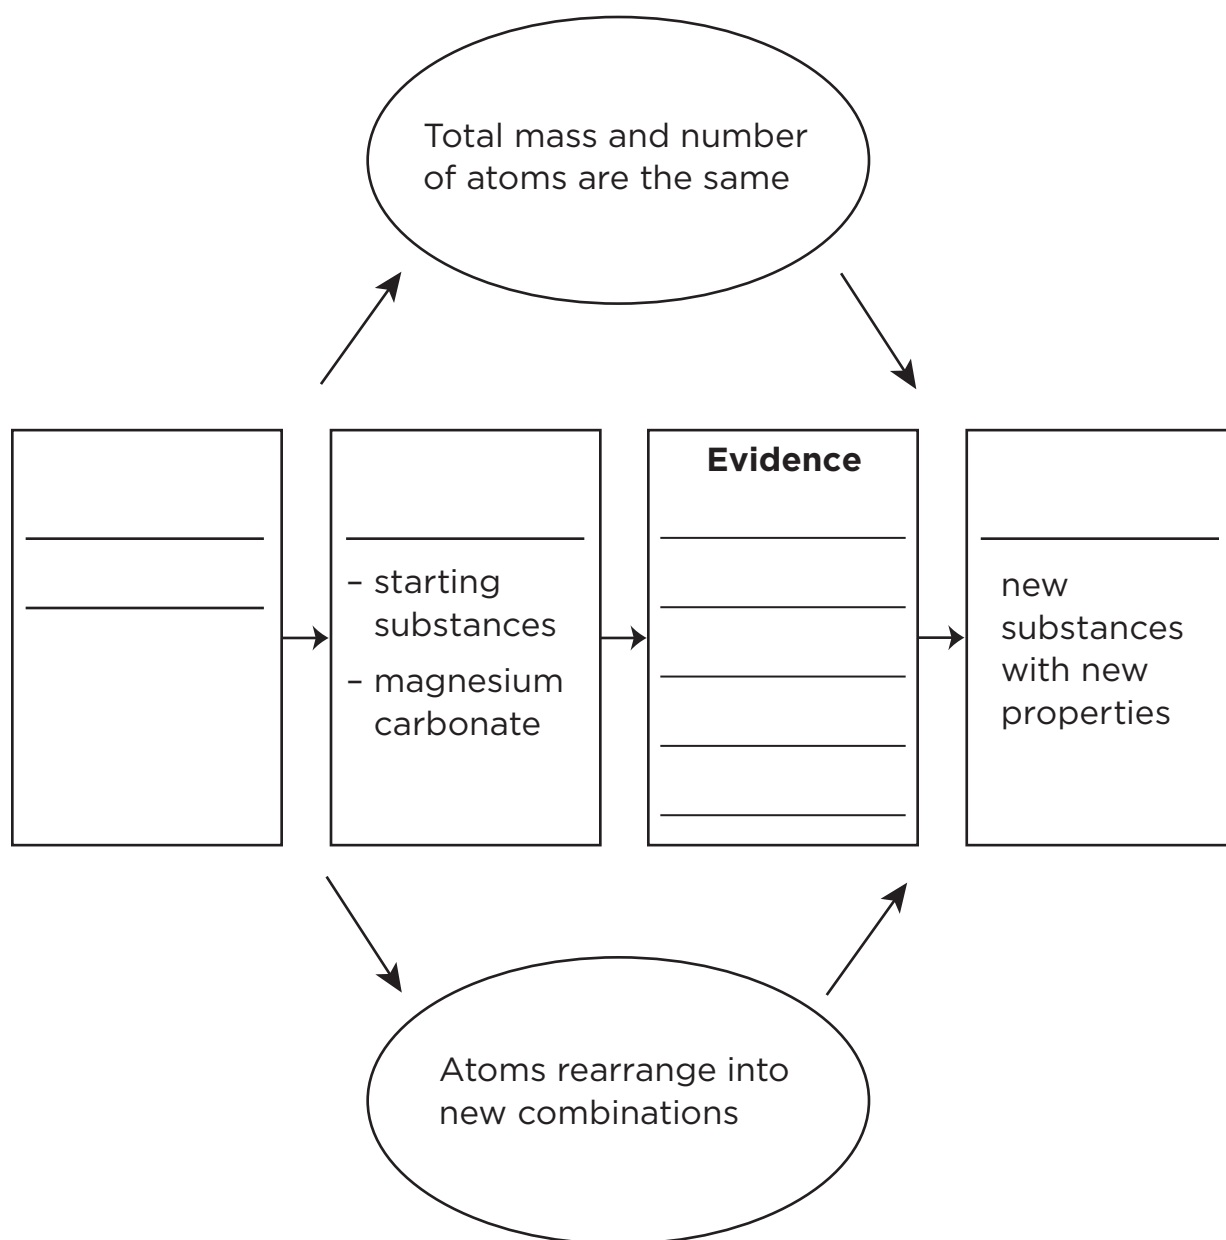 Total mass and number
of atoms are the same
Evidence
– starting
substances
– magnesium
carbonate
new
substances
with new
properties
Atoms rearrange into
new combinations